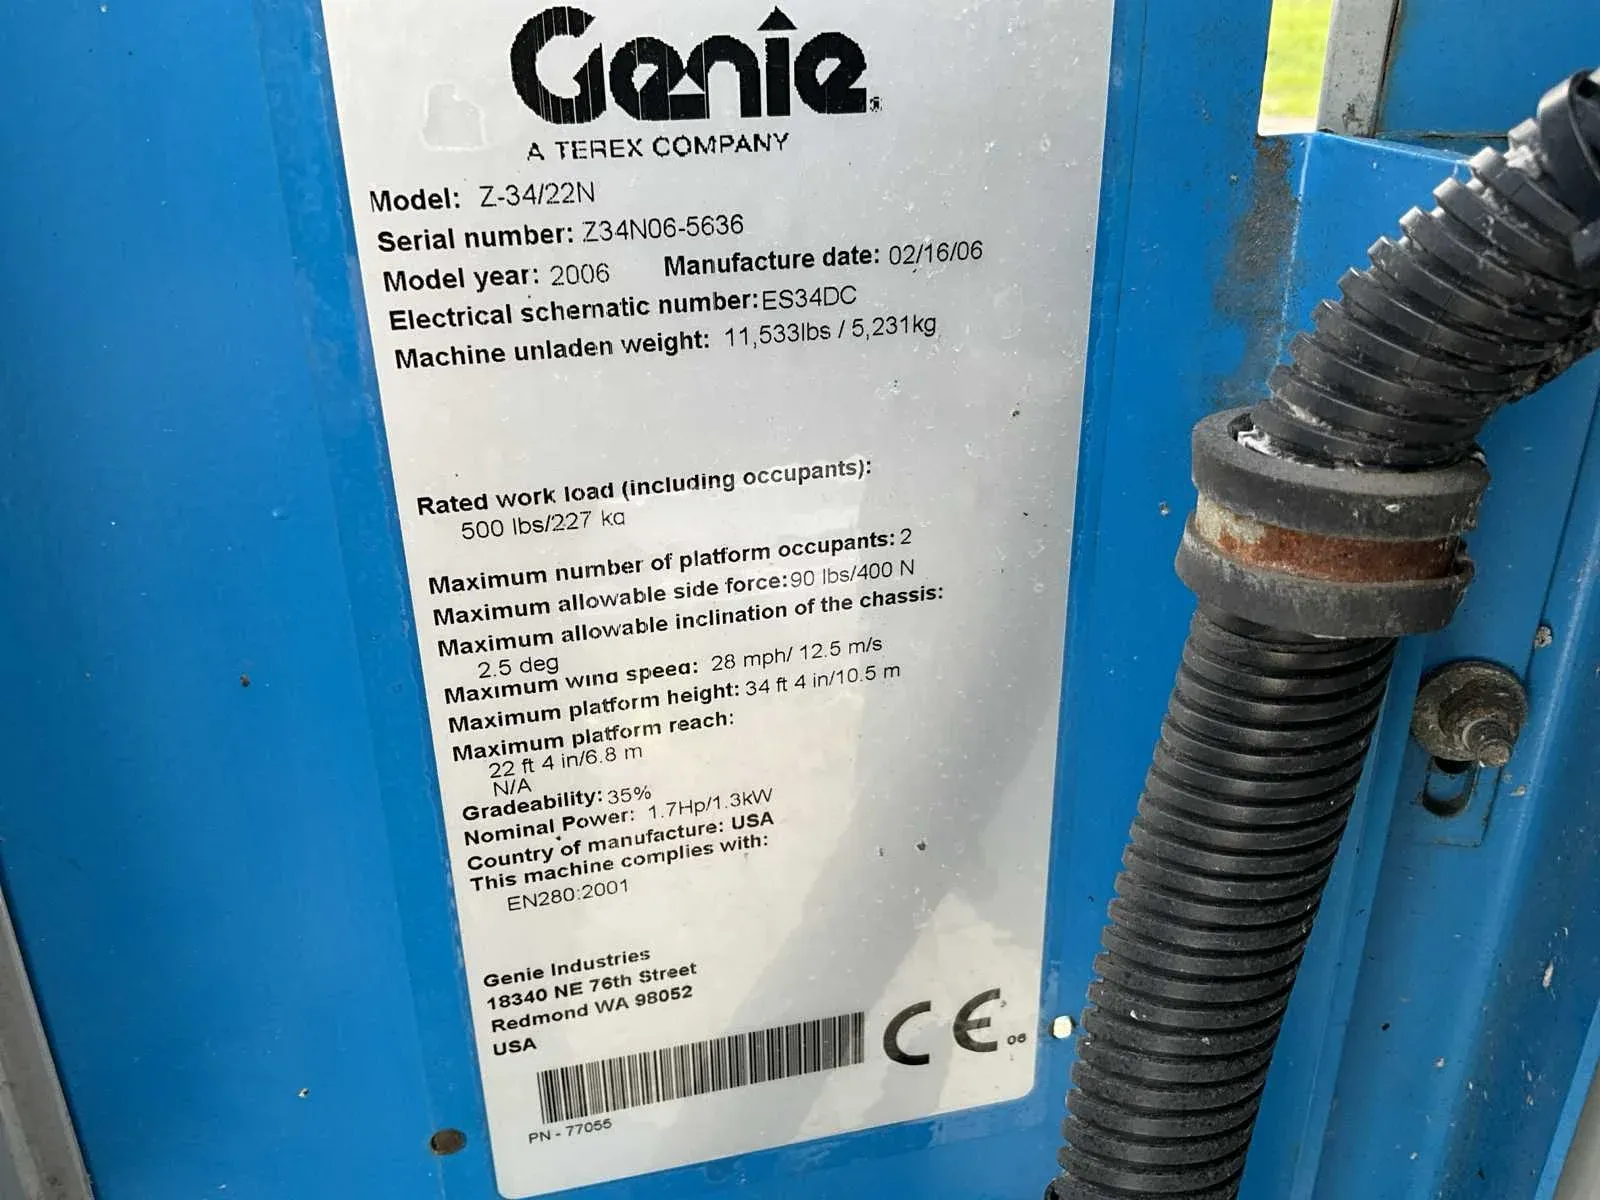 Genie
A TEREX COMPANY
Model: Z-34/22N
Serial number: Z34N06-5636
Model year: 2006 Manufacture date: 02/16/06
Electrical schematic number: ES34DC
Machine unladen weight: 11,533lbs / 5,231kg
Rated work load (including occupants):
500 lbs/227 kg
Maximum number of platform occupants: 2
Maximum allowable side force: 90 lbs/400 N
Maximum allowable inclination of the chassis:
2.5 deg
Maximum wind speed: 28 mph/ 12.5 m/s
Maximum platform height: 34 ft 4 in/10.5 m
Maximum platform reach:
22 ft 4 in/6.8 m
N/A
Gradeability: 35%
Nominal Power: 1.7Hp/1.3kW
Country of manufacture: USA
This machine complies with:
EN280:2001
Genie Industries
18340 NE 76th Street
Redmond WA 98052
USA
CE 06
PN - 77055